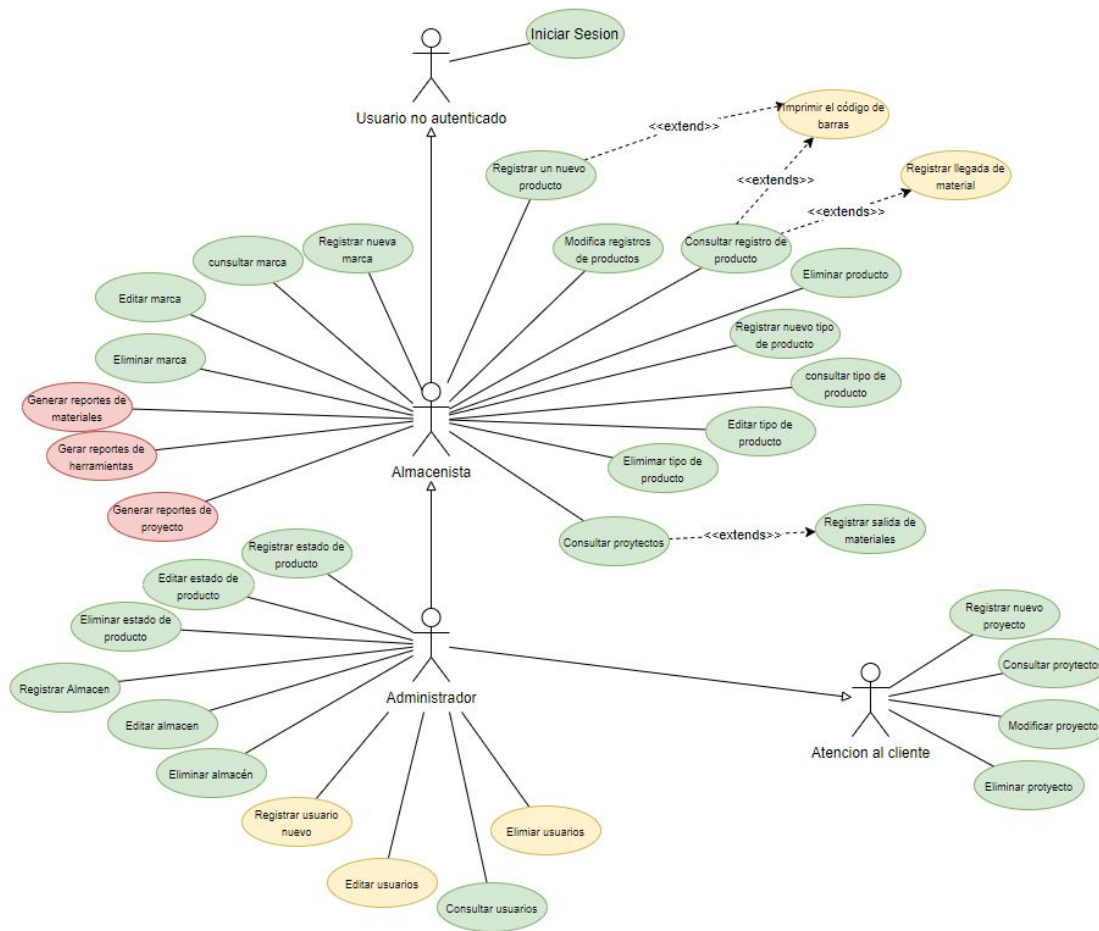 Iniciar Sesion
Usuario no autenticado
Imprimir el código de
barras
<<extend>>
Registrar un nuevo
producto
Registrar llegada de
material
<<extends>>
<<extends>>
Registrar nueva
marca
Modifica registros
de productos
Consultar registro de
producto
cunsultar marca
Eliminar producto
Editar marca
Registrar nuevo tipo
de producto
Eliminar marca
consultar tipo de
producto
Generar reportes de
materiales
Editar tipo de
producto
Gerar reportes de
herramientas
Elimimar tipo de
producto
Almacenista
Generar reportes de
proyecto
Registrar salida de
materiales
Consultar proytectos
<<extends>>
Registrar estado de
producto
Editar estado de
producto
Eliminar estado de
producto
Registrar nuevo
proyecto
Consultar proytectos
Registrar Almacen
Administrador
Editar almacen
Modificar proyecto
Atencion al cliente
Eliminar almacén
Eliminar protyecto
Registrar usuario
nuevo
Elimiar usuarios
Editar usuarios
Consultar usuarios